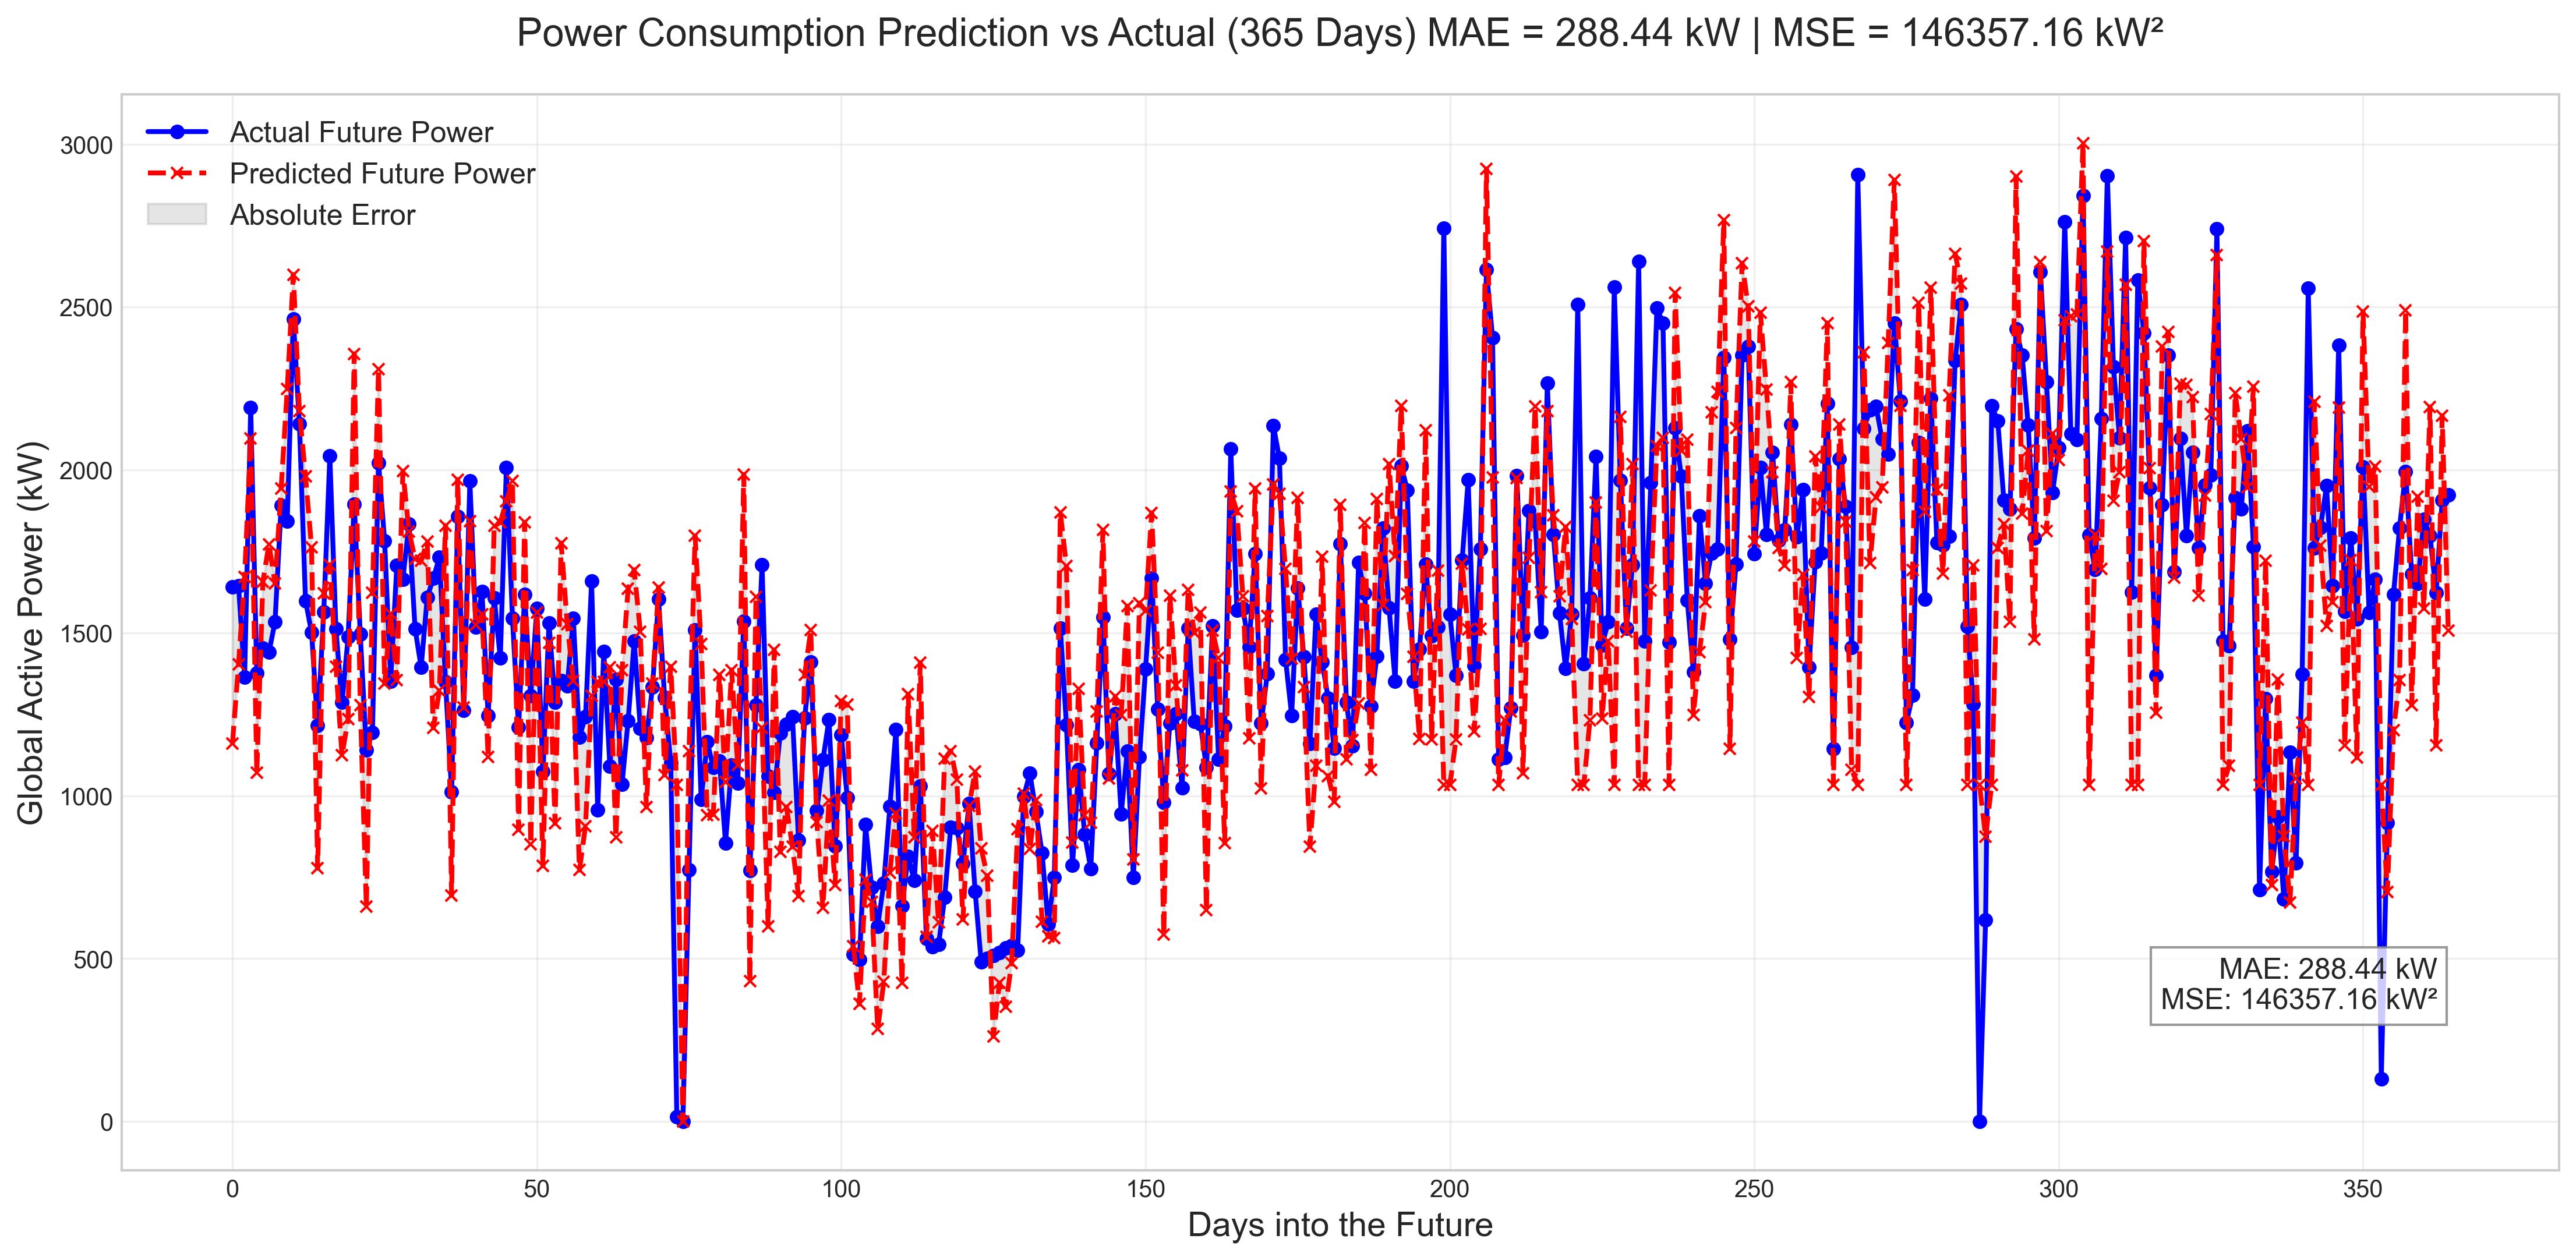 Power Consumption Prediction vs Actual (365 Days) MAE = 288.44 kW | MSE = 146357.16 kW²
Actual Future Power
Predicted Future Power
Absolute Error
Global Active Power (kW)
3000
2500
2000
1500
1000
500
0
MAE: 288.44 kW
MSE: 146357.16 kW²
0 50 100 150 200 250 300 350
Days into the Future